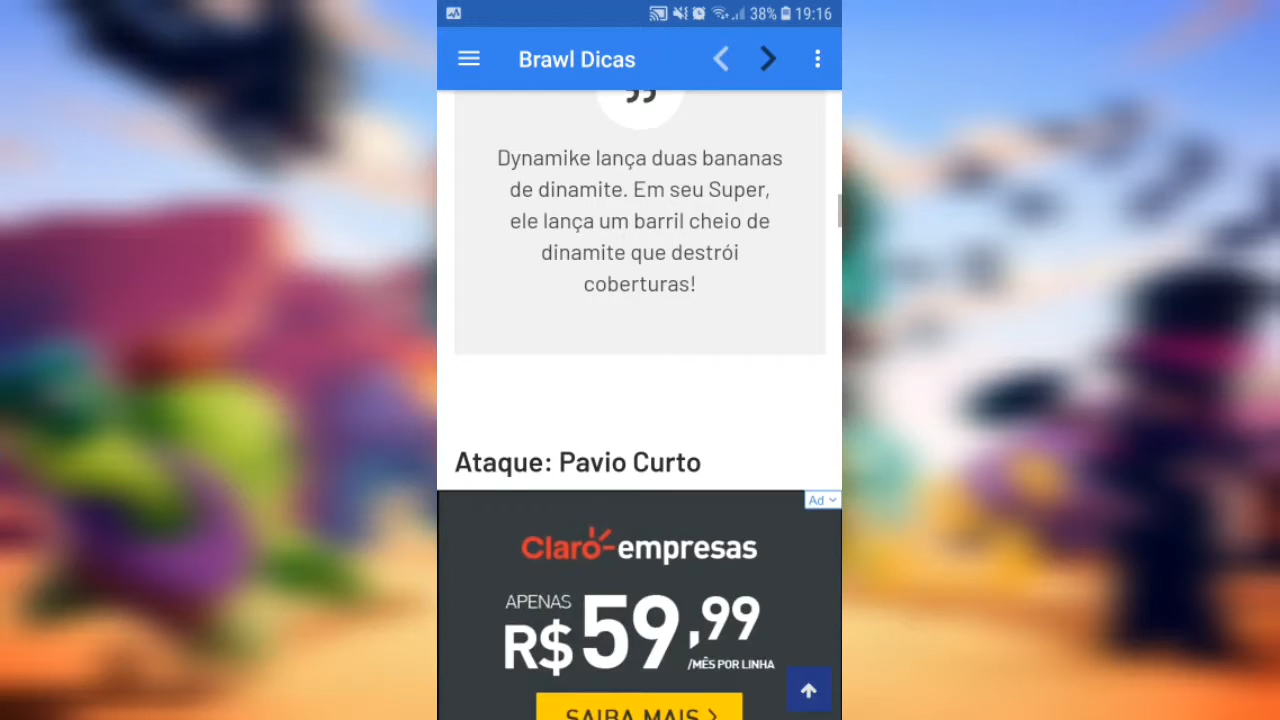 38% 19:16
Brawl Dicas
”
Dynamike lança duas bananas
de dinamite. Em seu Super,
ele lança um barril cheio de
dinamite que destrói
coberturas!
Ataque: Pavio Curto
Ad
Claro-empresas
APENAS
R$59,99
/MÊS POR LINHA
SAIBA MAIS >